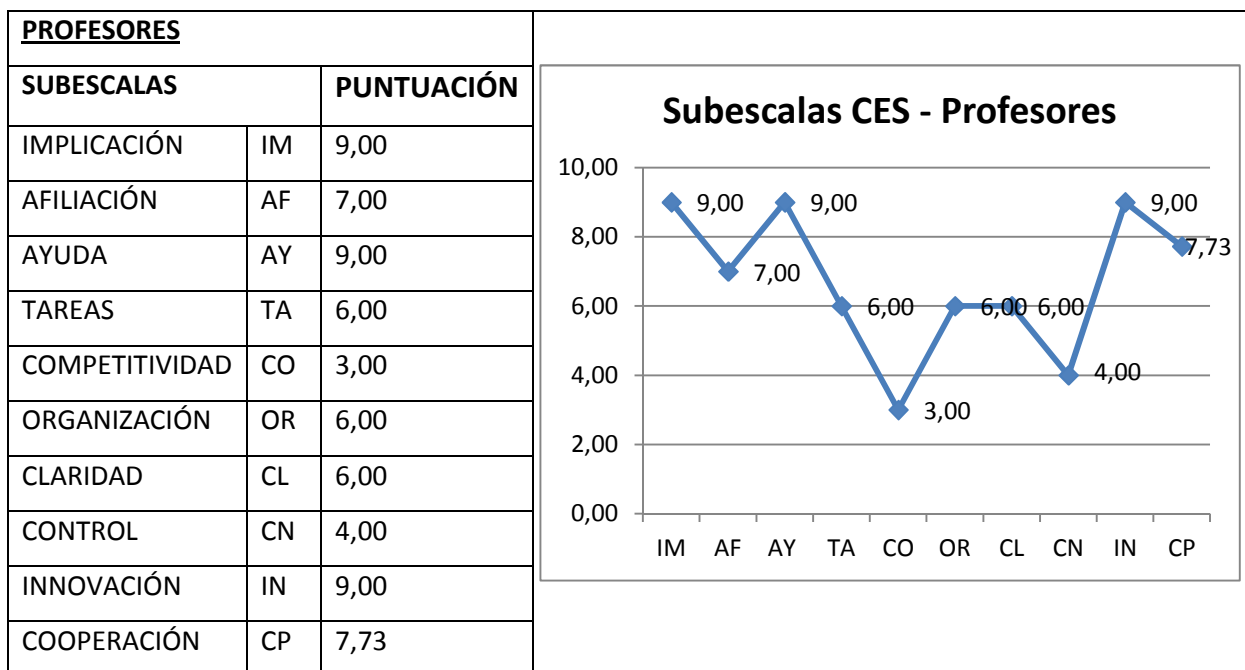 PROFESORES
SUBESCALAS PUNTUACIÓN
IMPLICACIÓN IM 9,00
AFILIACIÓN AF 7,00
AYUDA AY 9,00
TAREAS TA 6,00
COMPETITIVIDAD CO 3,00
ORGANIZACIÓN OR 6,00
CLARIDAD CL 6,00
CONTROL CN 4,00
INNOVACIÓN IN 9,00
COOPERACIÓN CP 7,73
Subescalas CES - Profesores
10,00
8,00
6,00
4,00
2,00
0,00
9,00
7,00
9,00
6,00
3,00
6,00
6,00
4,00
9,00
7,73
IM AF AY TA CO OR CL CN IN CP